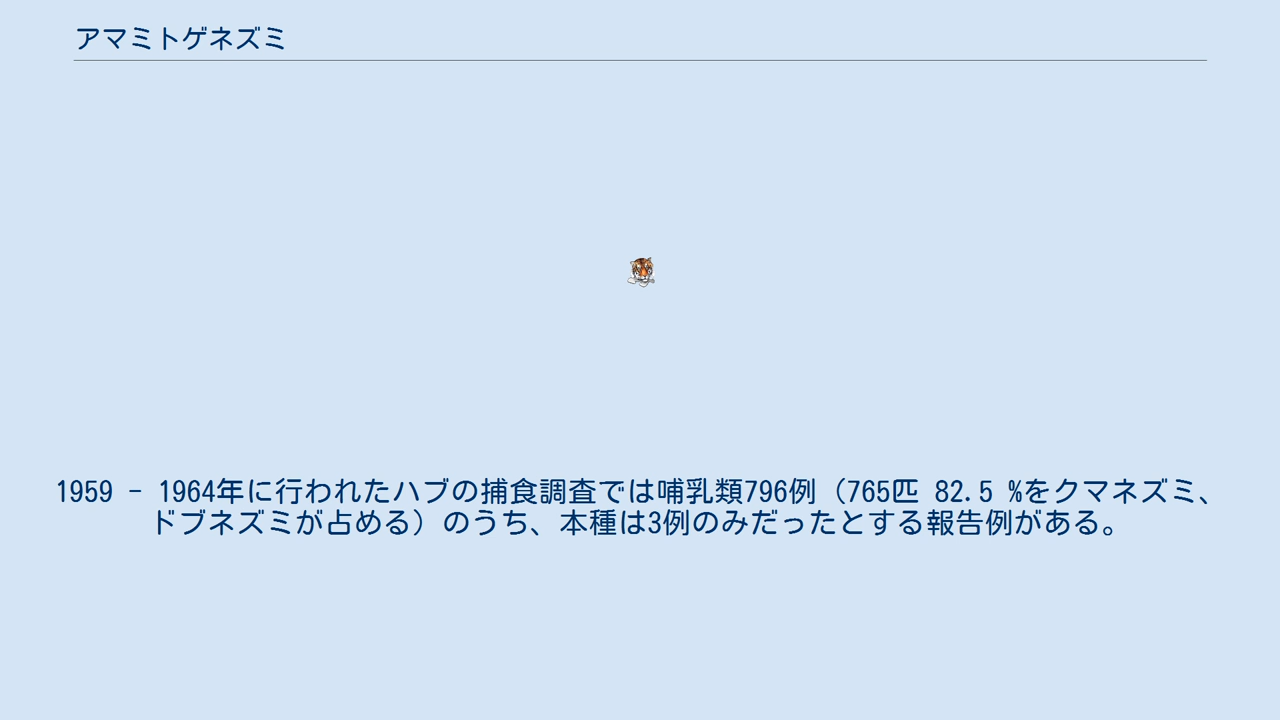 アマミトゲネズミ
1959 - 1964年に行われたハブの捕食調査では哺乳類796例（765匹 82.5 %をクマネズミ、
ドブネズミが占める）のうち、本種は3例のみだったとする報告例がある。